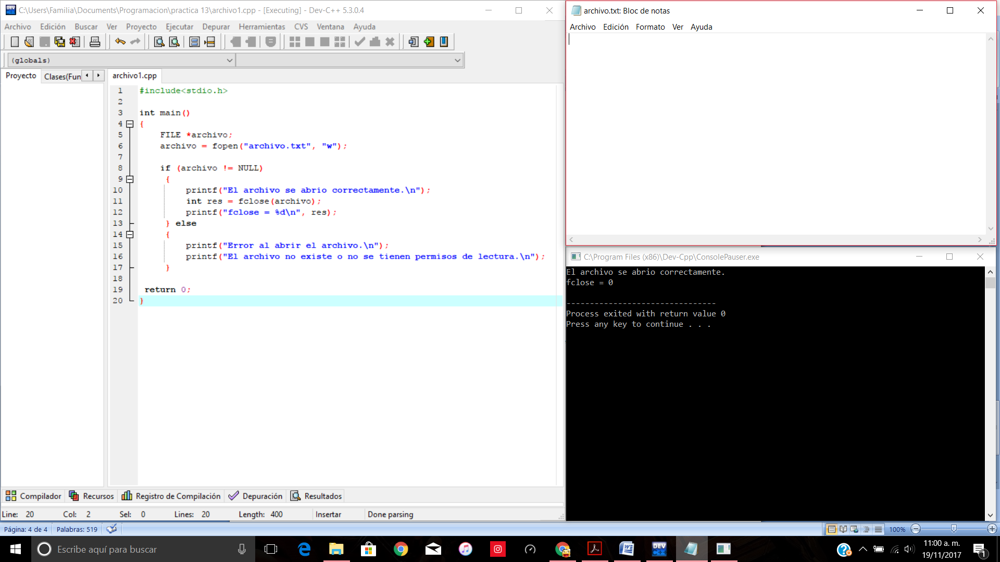 C:\Users\Familia\Documents\Programacion\practica 13\archivo1.cpp - [Executing] - Dev-C++ 5.3.0.4
Archivo Edición Buscar Ver Proyecto Ejecutar Depurar Herramientas CVS Ventana Ayuda
(globals)
Proyecto Clases(Fun archivo1.cpp
1 #include<stdio.h>
2
3 int main()
4 {
5 FILE *archivo;
6 archivo = fopen("archivo.txt", "w");
7
8 if (archivo != NULL)
9 {
10 printf("El archivo se abrio correctamente.\n");
11 int res = fclose(archivo);
12 printf("fclose = %d\n", res);
13 } else
14 {
15 printf("Error al abrir el archivo.\n");
16 printf("El archivo no existe o no se tienen permisos de lectura.\n");
17 }
18
19 return 0;
20 }
Compilador Recursos Registro de Compilación Depuración Resultados
Line: 20 Col: 2 Sel: 0 Lines: 20 Length: 400 Insertar Done parsing
archivo.txt: Bloc de notas
Archivo Edición Formato Ver Ayuda
C:\Program Files (x86)\Dev-Cpp\ConsolePauser.exe
El archivo se abrio correctamente.
fclose = 0
--------------------------------
Process exited with return value 0
Press any key to continue . . .
Página: 4 de 4 Palabras: 519 100%
Escribe aquí para buscar
DEV C++
11:00 a. m.
19/11/2017
1